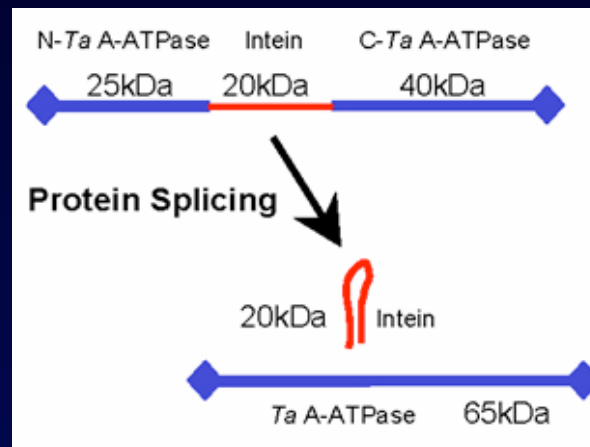 N-Ta A-ATPase Intein C-Ta A-ATPase
25kDa 20kDa 40kDa
Protein Splicing
20kDa Intein
Ta A-ATPase 65kDa